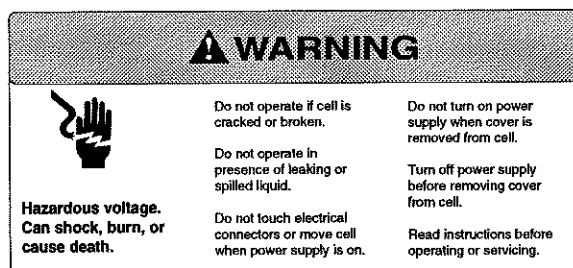 WARNING
Hazardous voltage.
Can shock, burn, or
cause death.
Do not operate if cell is
cracked or broken.
Do not operate in
presence of leaking or
spilled liquid.
Do not touch electrical
connectors or move cell
when power supply is on.
Do not turn on power
supply when cover is
removed from cell.
Turn off power supply
before removing cover
from cell.
Read instructions before
operating or servicing.